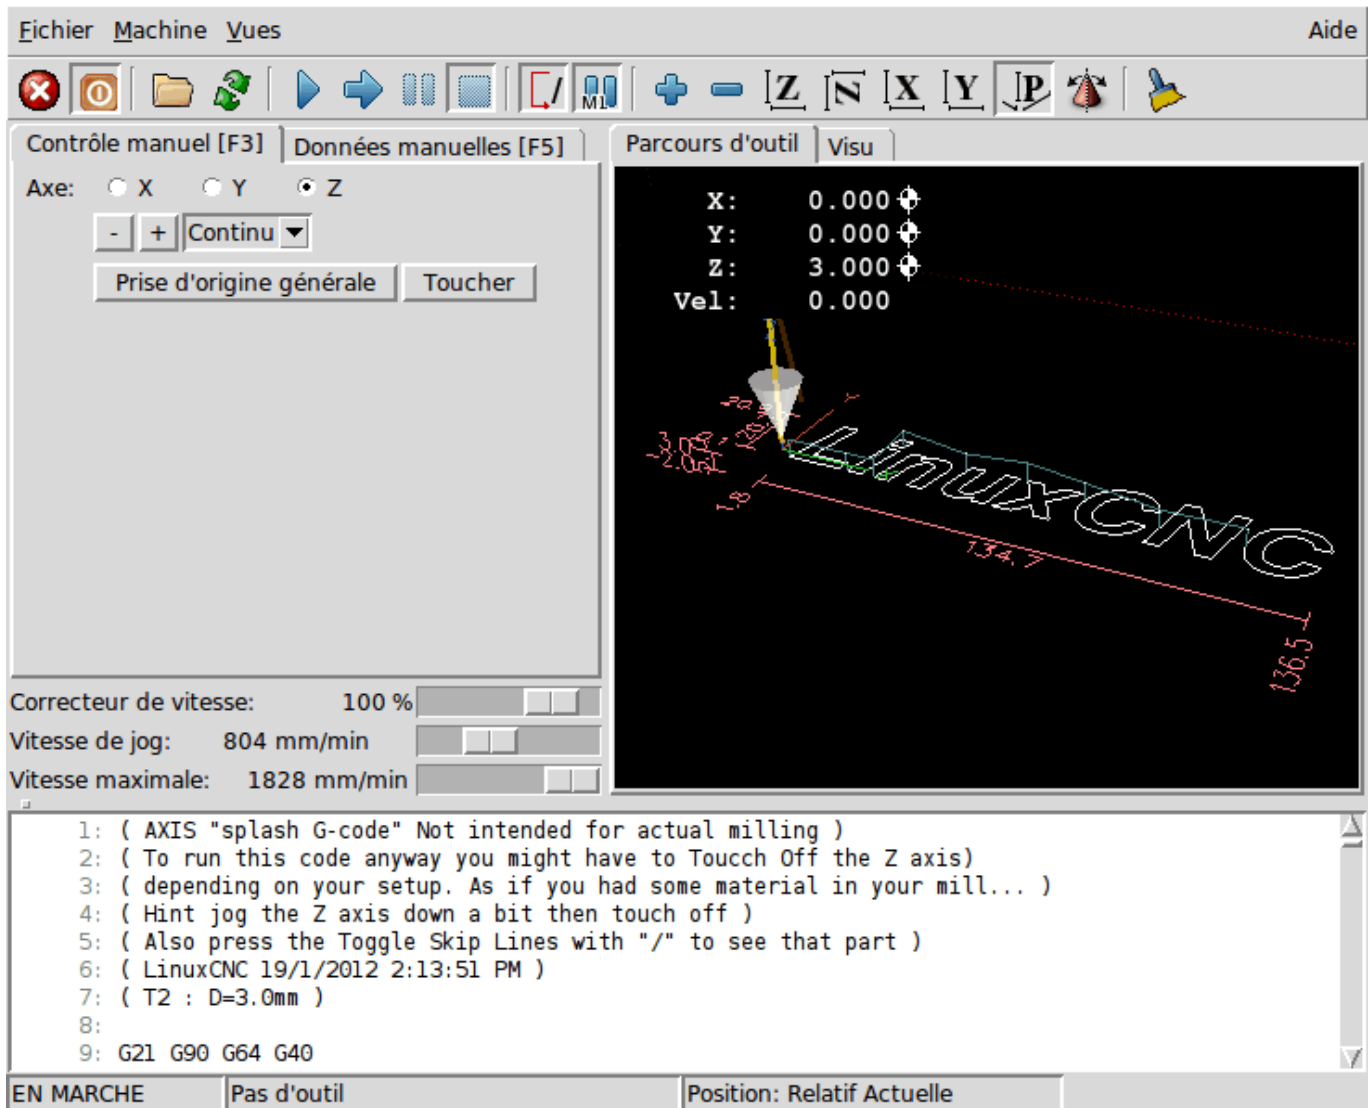 Fichier Machine Vues Aide
M1 Z N X Y P
Contrôle manuel [F3] Données manuelles [F5] Parcours d'outil Visu
Axe: X Y Z
- + Continu
Prise d'origine générale Toucher
X: 0.000
Y: 0.000
Z: 3.000
Vel: 0.000
Y
LinuxCNC
1.8
134.7
136.5
Correcteur de vitesse: 100 %
Vitesse de jog: 804 mm/min
Vitesse maximale: 1828 mm/min
1: ( AXIS "splash G-code" Not intended for actual milling )
2: ( To run this code anyway you might have to Toucch Off the Z axis)
3: ( depending on your setup. As if you had some material in your mill... )
4: ( Hint jog the Z axis down a bit then touch off )
5: ( Also press the Toggle Skip Lines with "/" to see that part )
6: ( LinuxCNC 19/1/2012 2:13:51 PM )
7: ( T2 : D=3.0mm )
8:
9: G21 G90 G64 G40
EN MARCHE Pas d'outil Position: Relatif Actuelle